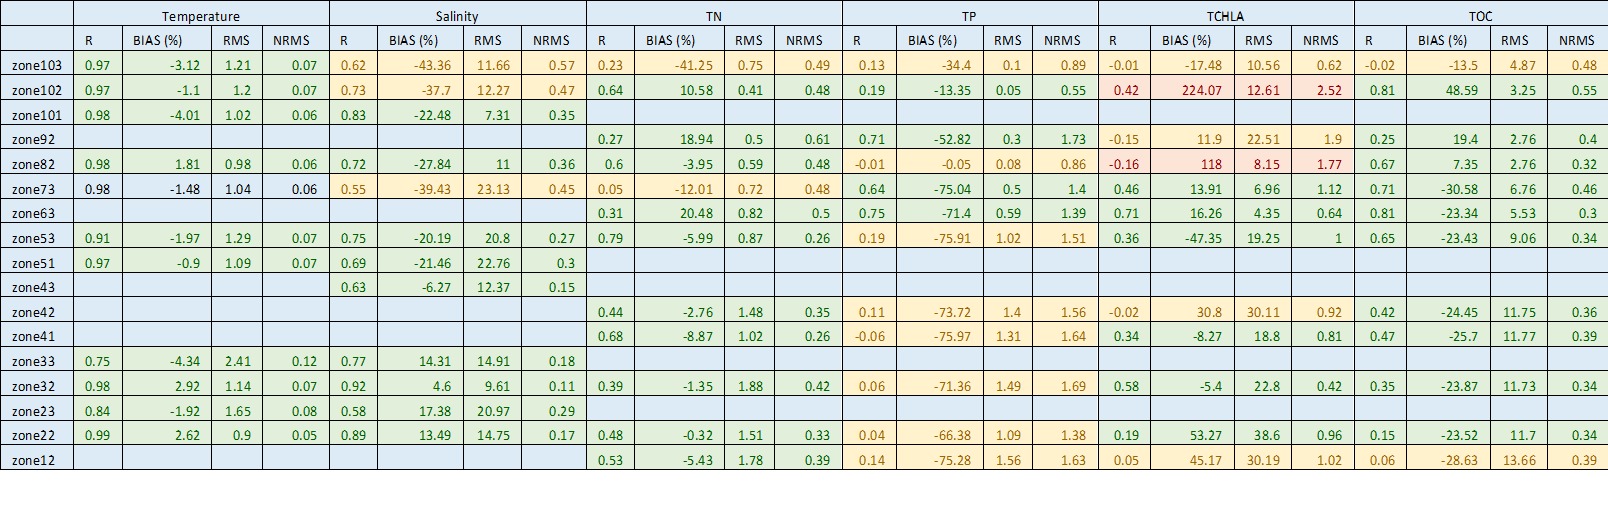 Temperature Salinity TN TP TCHLA TOC
R BIAS (%) RMS NRMS R BIAS (%) RMS NRMS R BIAS (%) RMS NRMS R BIAS (%) RMS NRMS R BIAS (%) RMS NRMS R BIAS (%) RMS NRMS
zone103 0.97 -3.12 1.21 0.07 0.62 -43.36 11.66 0.57 0.23 -41.25 0.75 0.49 0.13 -34.4 0.1 0.89 -0.01 -17.48 10.56 0.62 -0.02 -13.5 4.87 0.48
zone102 0.97 -1.1 1.2 0.07 0.73 -37.7 12.27 0.47 0.64 10.58 0.41 0.48 0.19 -13.35 0.05 0.55 0.42 224.07 12.61 2.52 0.81 48.59 3.25 0.55
zone101 0.98 -4.01 1.02 0.06 0.83 -22.48 7.31 0.35
zone92 0.27 18.94 0.5 0.61 0.71 -52.82 0.3 1.73 -0.15 11.9 22.51 1.9 0.25 19.4 2.76 0.4
zone82 0.98 1.81 0.98 0.06 0.72 -27.84 11 0.36 0.6 -3.95 0.59 0.48 -0.01 -0.05 0.08 0.86 -0.16 118 8.15 1.77 0.67 7.35 2.76 0.32
zone73 0.98 -1.48 1.04 0.06 0.55 -39.43 23.13 0.45 0.05 -12.01 0.72 0.48 0.64 -75.04 0.5 1.4 0.46 13.91 6.96 1.12 0.71 -30.58 6.76 0.46
zone63 0.31 20.48 0.82 0.5 0.75 -71.4 0.59 1.39 0.71 16.26 4.35 0.64 0.81 -23.34 5.53 0.3
zone53 0.91 -1.97 1.29 0.07 0.75 -20.19 20.8 0.27 0.79 -5.99 0.87 0.26 0.19 -75.91 1.02 1.51 0.36 -47.35 19.25 1 0.65 -23.43 9.06 0.34
zone51 0.97 -0.9 1.09 0.07 0.69 -21.46 22.76 0.3
zone43 0.63 -6.27 12.37 0.15
zone42 0.44 -2.76 1.48 0.35 0.11 -73.72 1.4 1.56 -0.02 30.8 30.11 0.92 0.42 -24.45 11.75 0.36
zone41 0.68 -8.87 1.02 0.26 -0.06 -75.97 1.31 1.64 0.34 -8.27 18.8 0.81 0.47 -25.7 11.77 0.39
zone33 0.75 -4.34 2.41 0.12 0.77 14.31 14.91 0.18
zone32 0.98 2.92 1.14 0.07 0.92 4.6 9.61 0.11 0.39 -1.35 1.88 0.42 0.06 -71.36 1.49 1.69 0.58 -5.4 22.8 0.42 0.35 -23.87 11.73 0.34
zone23 0.84 -1.92 1.65 0.08 0.58 17.38 20.97 0.29
zone22 0.99 2.62 0.9 0.05 0.89 13.49 14.75 0.17 0.48 -0.32 1.51 0.33 0.04 -66.38 1.09 1.38 0.19 53.27 38.6 0.96 0.15 -23.52 11.7 0.34
zone12 0.53 -5.43 1.78 0.39 0.14 -75.28 1.56 1.63 0.05 45.17 30.19 1.02 0.06 -28.63 13.66 0.39